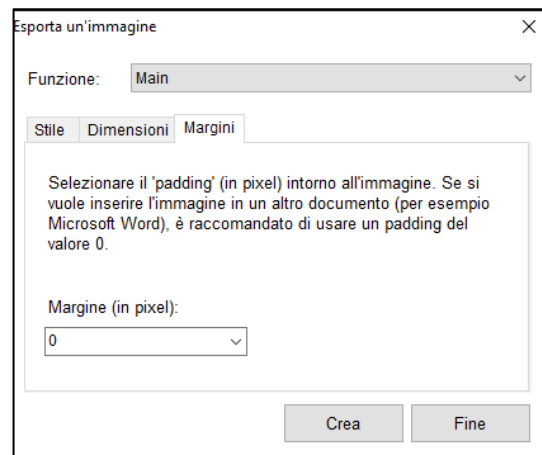 Esporta un'immagine
Funzione: Main
Stile Dimensioni Margini
Selezionare il 'padding' (in pixel) intorno all'immagine. Se si
vuole inserire l'immagine in un altro documento (per esempio
Microsoft Word), è raccomandato di usare un padding del
valore 0.
Margine (in pixel):
0
Crea Fine